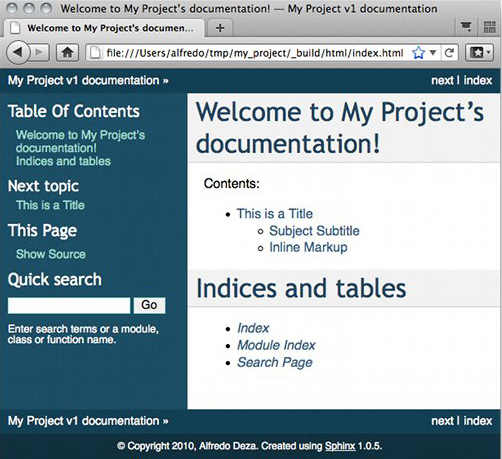 Welcome to My Project's documentation! — My Project v1 documentation
Welcome to My Project's documen...
file:///Users/alfredo/tmp/my_project/_build/html/index.html
My Project v1 documentation »
next | index
Table Of Contents
Welcome to My Project's
documentation!
Indices and tables
Next topic
This is a Title
This Page
Show Source
Quick search
Go
Enter search terms or a module,
class or function name.
Welcome to My Project's
documentation!
Contents:
• This is a Title
◦ Subject Subtitle
◦ Inline Markup
Indices and tables
• Index
• Module Index
• Search Page
My Project v1 documentation »
next | index
© Copyright 2010, Alfredo Deza. Created using Sphinx 1.0.5.